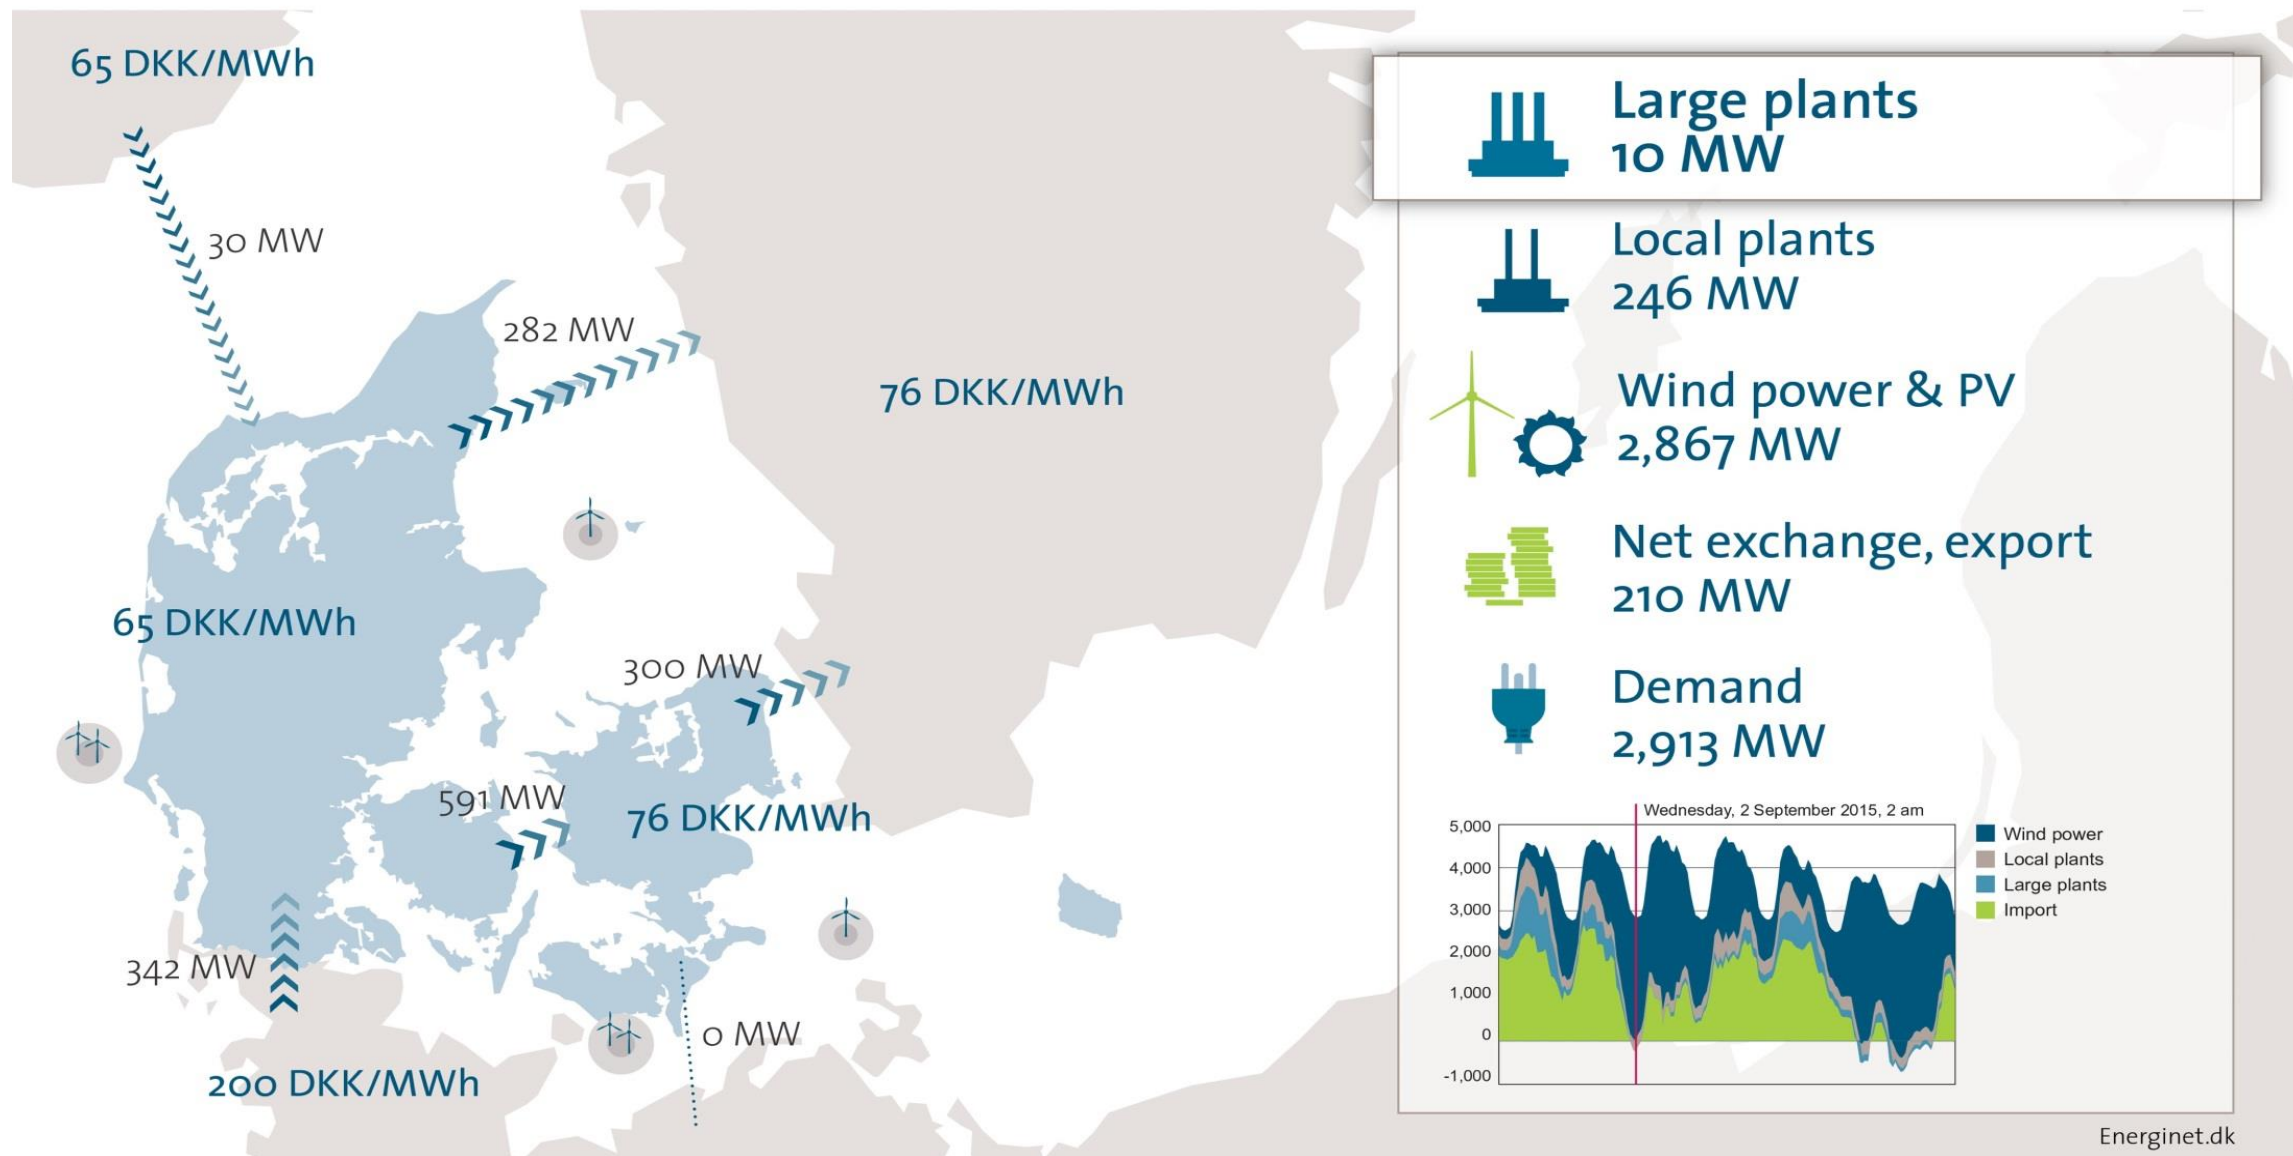 65 DKK/MWh
30 MW
282 MW
76 DKK/MWh
65 DKK/MWh
300 MW
591 MW
76 DKK/MWh
342 MW
0 MW
200 DKK/MWh
Large plants
10 MW
Local plants
246 MW
Wind power & PV
2,867 MW
Net exchange, export
210 MW
Demand
2,913 MW
Wednesday, 2 September 2015, 2 am
5,000
4,000
3,000
2,000
1,000
0
-1,000
Wind power
Local plants
Large plants
Import
Energinet.dk